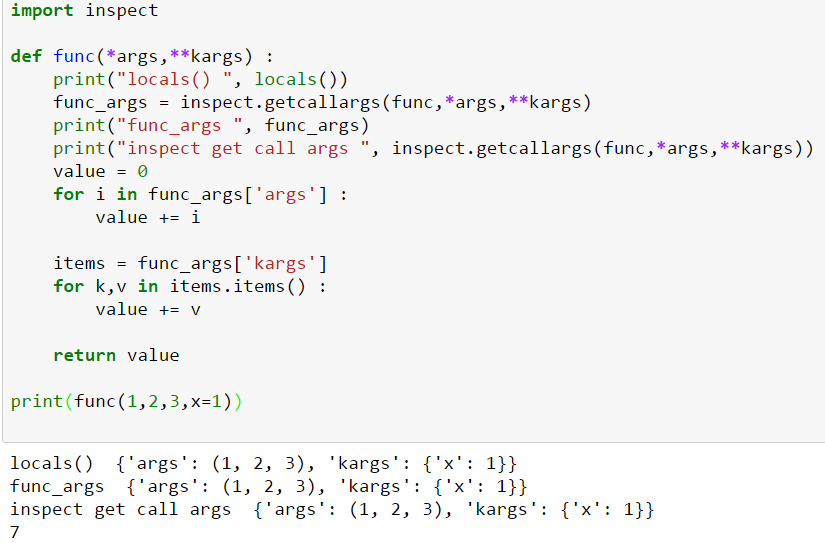 import inspect
def func(*args,**kargs) :
    print("locals() ", locals())
    func_args = inspect.getcallargs(func,*args,**kargs)
    print("func_args ", func_args)
    print("inspect get call args ", inspect.getcallargs(func,*args,**kargs))
    value = 0
    for i in func_args['args'] :
        value += i
    items = func_args['kargs']
    for k,v in items.items() :
        value += v
    return value
print(func(1,2,3,x=1))
locals()  {'args': (1, 2, 3), 'kargs': {'x': 1}}
func_args  {'args': (1, 2, 3), 'kargs': {'x': 1}}
inspect get call args  {'args': (1, 2, 3), 'kargs': {'x': 1}}
7